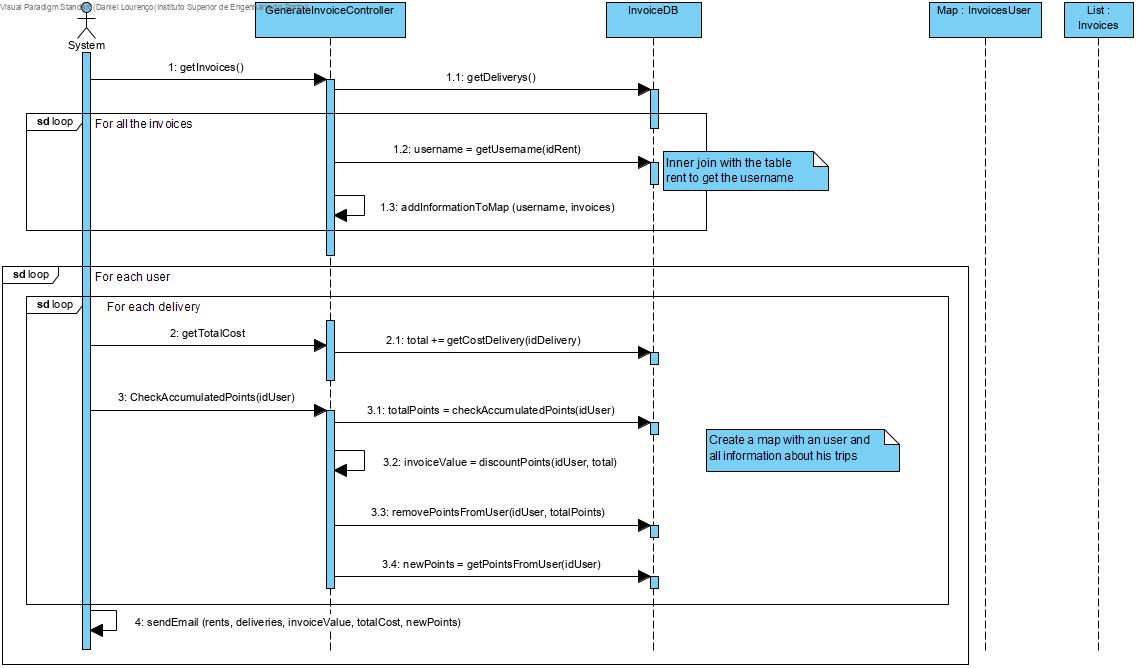 Visual Paradigm Standard(Daniel Lourenço(Instituto Superior de Engenharia do Porto))
GenerateInvoiceController
InvoiceDB
Map : InvoicesUser
List :
Invoices
System
1: getInvoices()
1.1: getDeliverys()
sd loop
For all the invoices
1.2: username = getUsername(idRent)
Inner join with the table
rent to get the username
1.3: addInformationToMap (username, invoices)
sd loop
For each user
sd loop
For each delivery
2: getTotalCost
2.1: total += getCostDelivery(idDelivery)
3: CheckAccumulatedPoints(idUser)
3.1: totalPoints = checkAccumulatedPoints(idUser)
Create a map with an user and
all information about his trips
3.2: invoiceValue = discountPoints(idUser, total)
3.3: removePointsFromUser(idUser, totalPoints)
3.4: newPoints = getPointsFromUser(idUser)
4: sendEmail (rents, deliveries, invoiceValue, totalCost, newPoints)